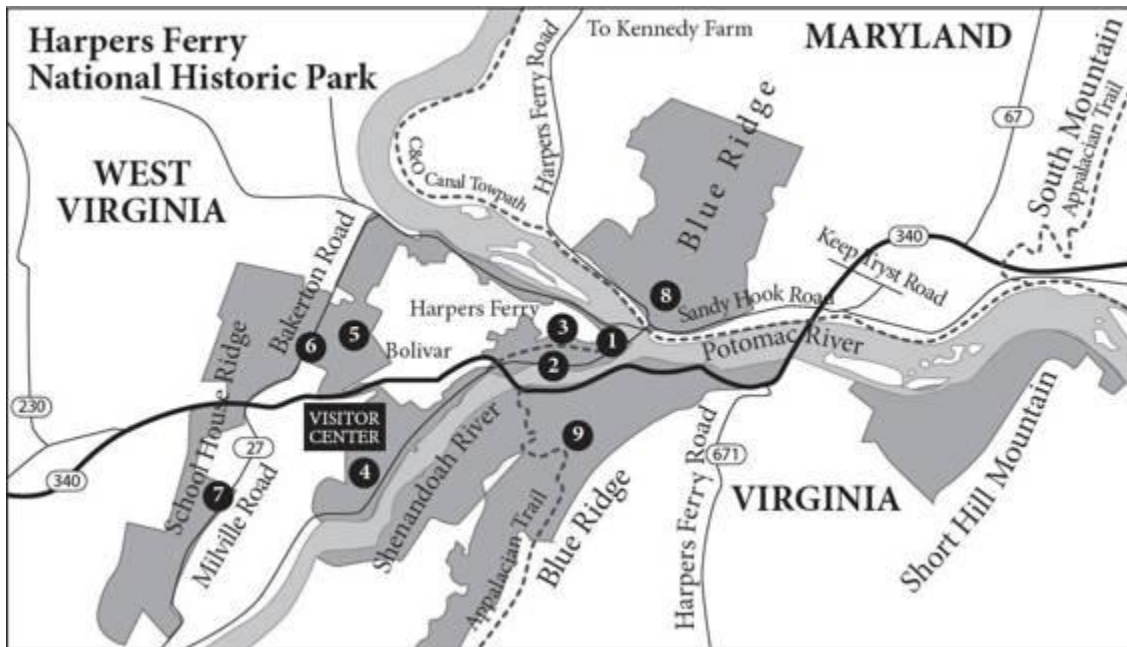 Harpers Ferry
National Historic Park
To Kennedy Farm
MARYLAND
WEST
VIRGINIA
Harpers Ferry Road
C&O Canal Towpath
Blue Ridge
67
South Mountain
Appalacian Trail
340
Keep Tryst Road
Bakerton Road
8
Sandy Hook Road
Harpers Ferry
3
1
5
6
Bolivar
2
Potomac River
School House Ridge
230
VISITOR
CENTER
27
340
4
7
Milville Road
Shenandoah River
9
Appalacian Trail
Blue Ridge
Harpers Ferry Road
671
VIRGINIA
Short Hill Mountain